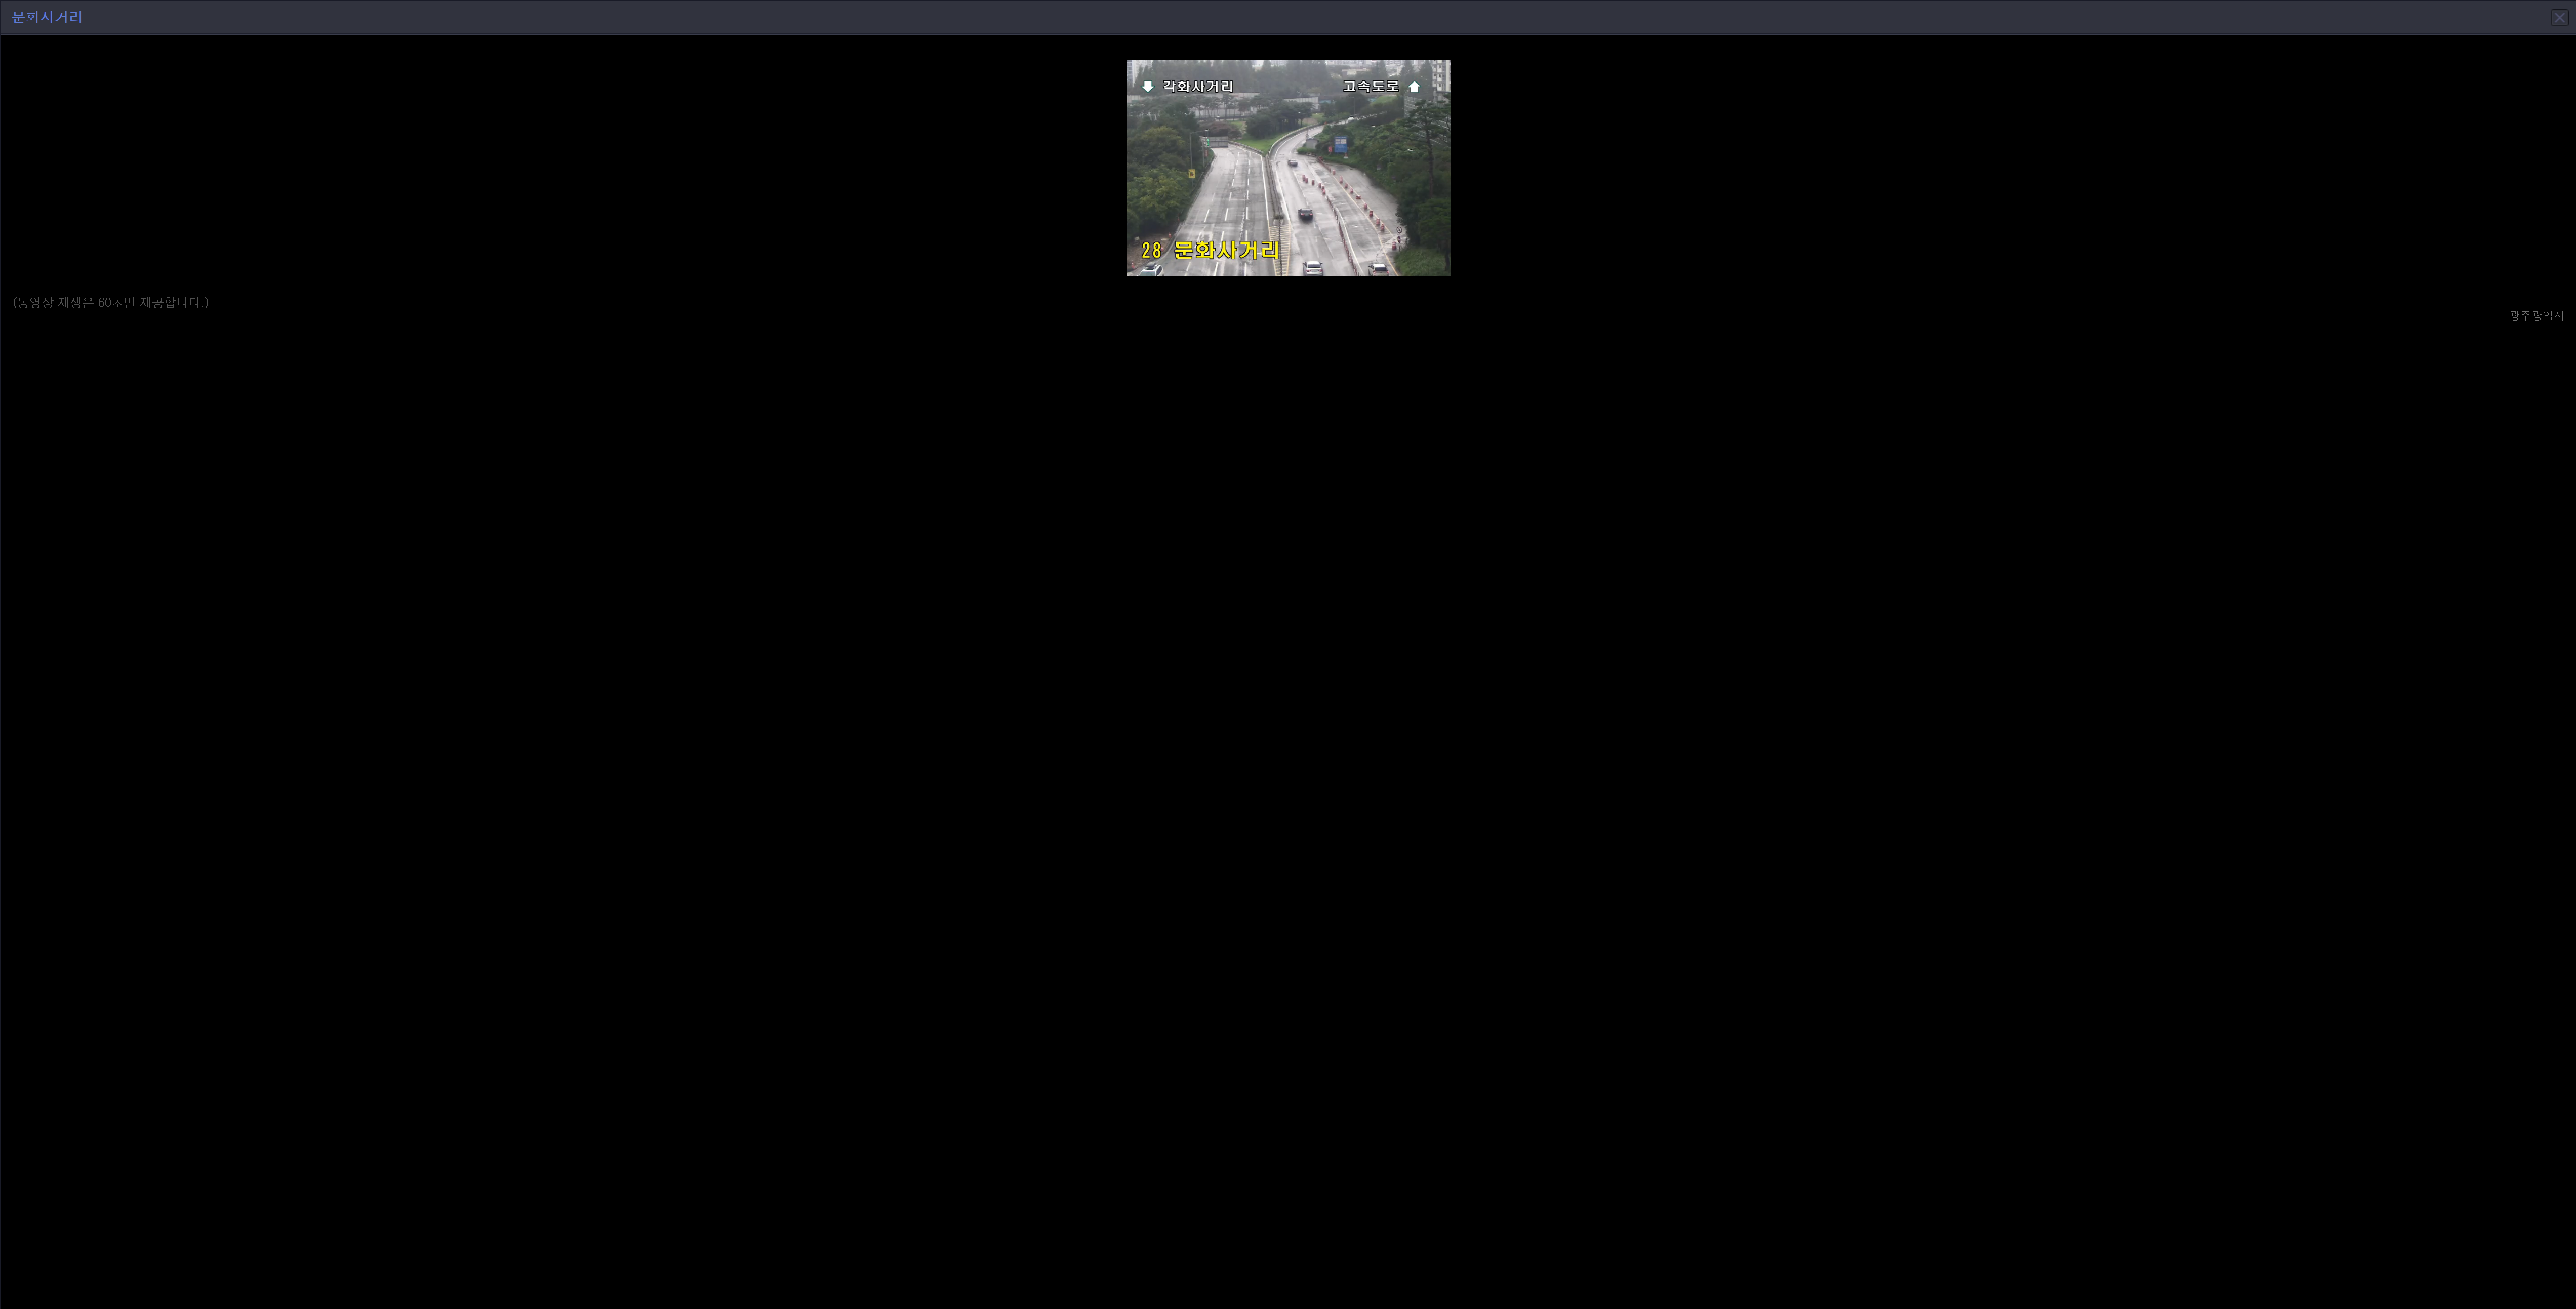 문화사거리
각화사거리 고속도로
28 문화사거리
(동영상 재생은 60초만 제공합니다.)
광주광역시